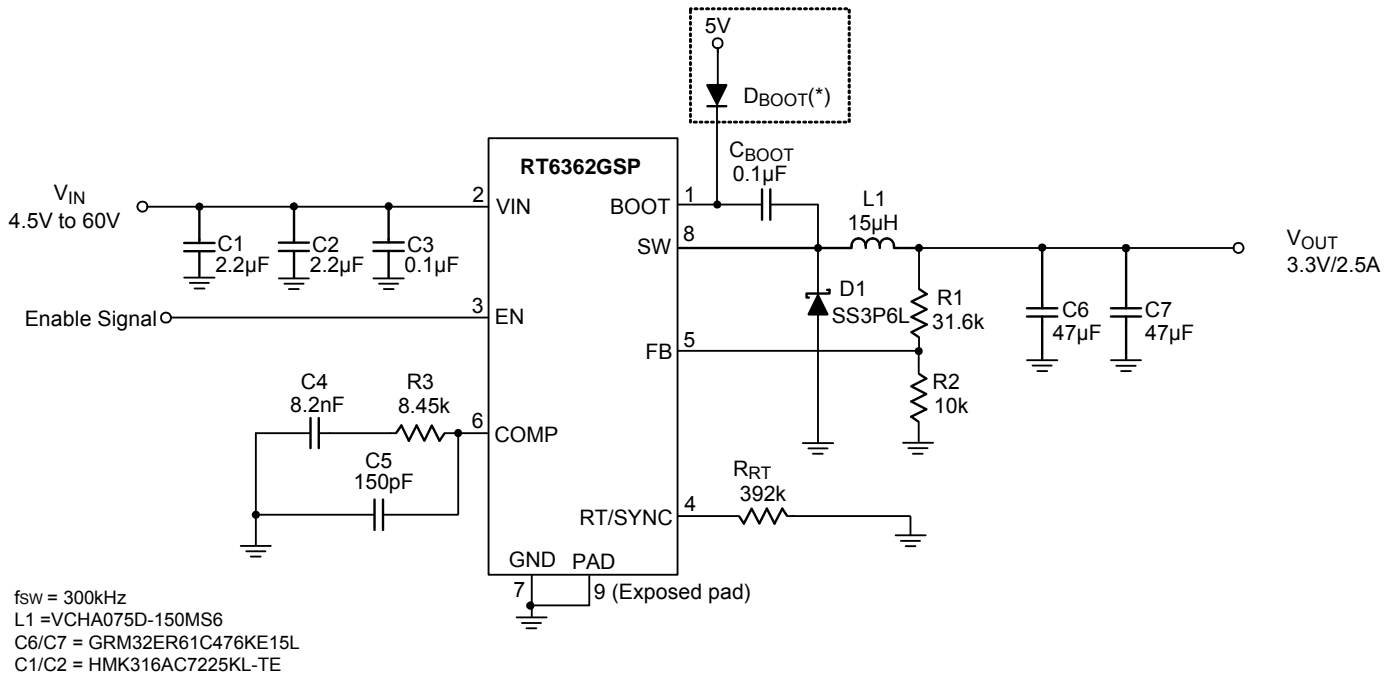 5V
DBOOT(*)
RT6362GSP
CBOOT
0.1µF
VIN
4.5V to 60V
2
VIN
BOOT
1
L1
15µH
SW
8
VOUT
3.3V/2.5A
C1
2.2µF
C2
2.2µF
C3
0.1µF
D1
SS3P6L
R1
31.6k
C6
47µF
C7
47µF
Enable Signal
3
EN
FB
5
R2
10k
C4
8.2nF
R3
8.45k
6
COMP
C5
150pF
RRT
392k
RT/SYNC
4
GND
PAD
7
9 (Exposed pad)
fSW = 300kHz
L1 =VCHA075D-150MS6
C6/C7 = GRM32ER61C476KE15L
C1/C2 = HMK316AC7225KL-TE